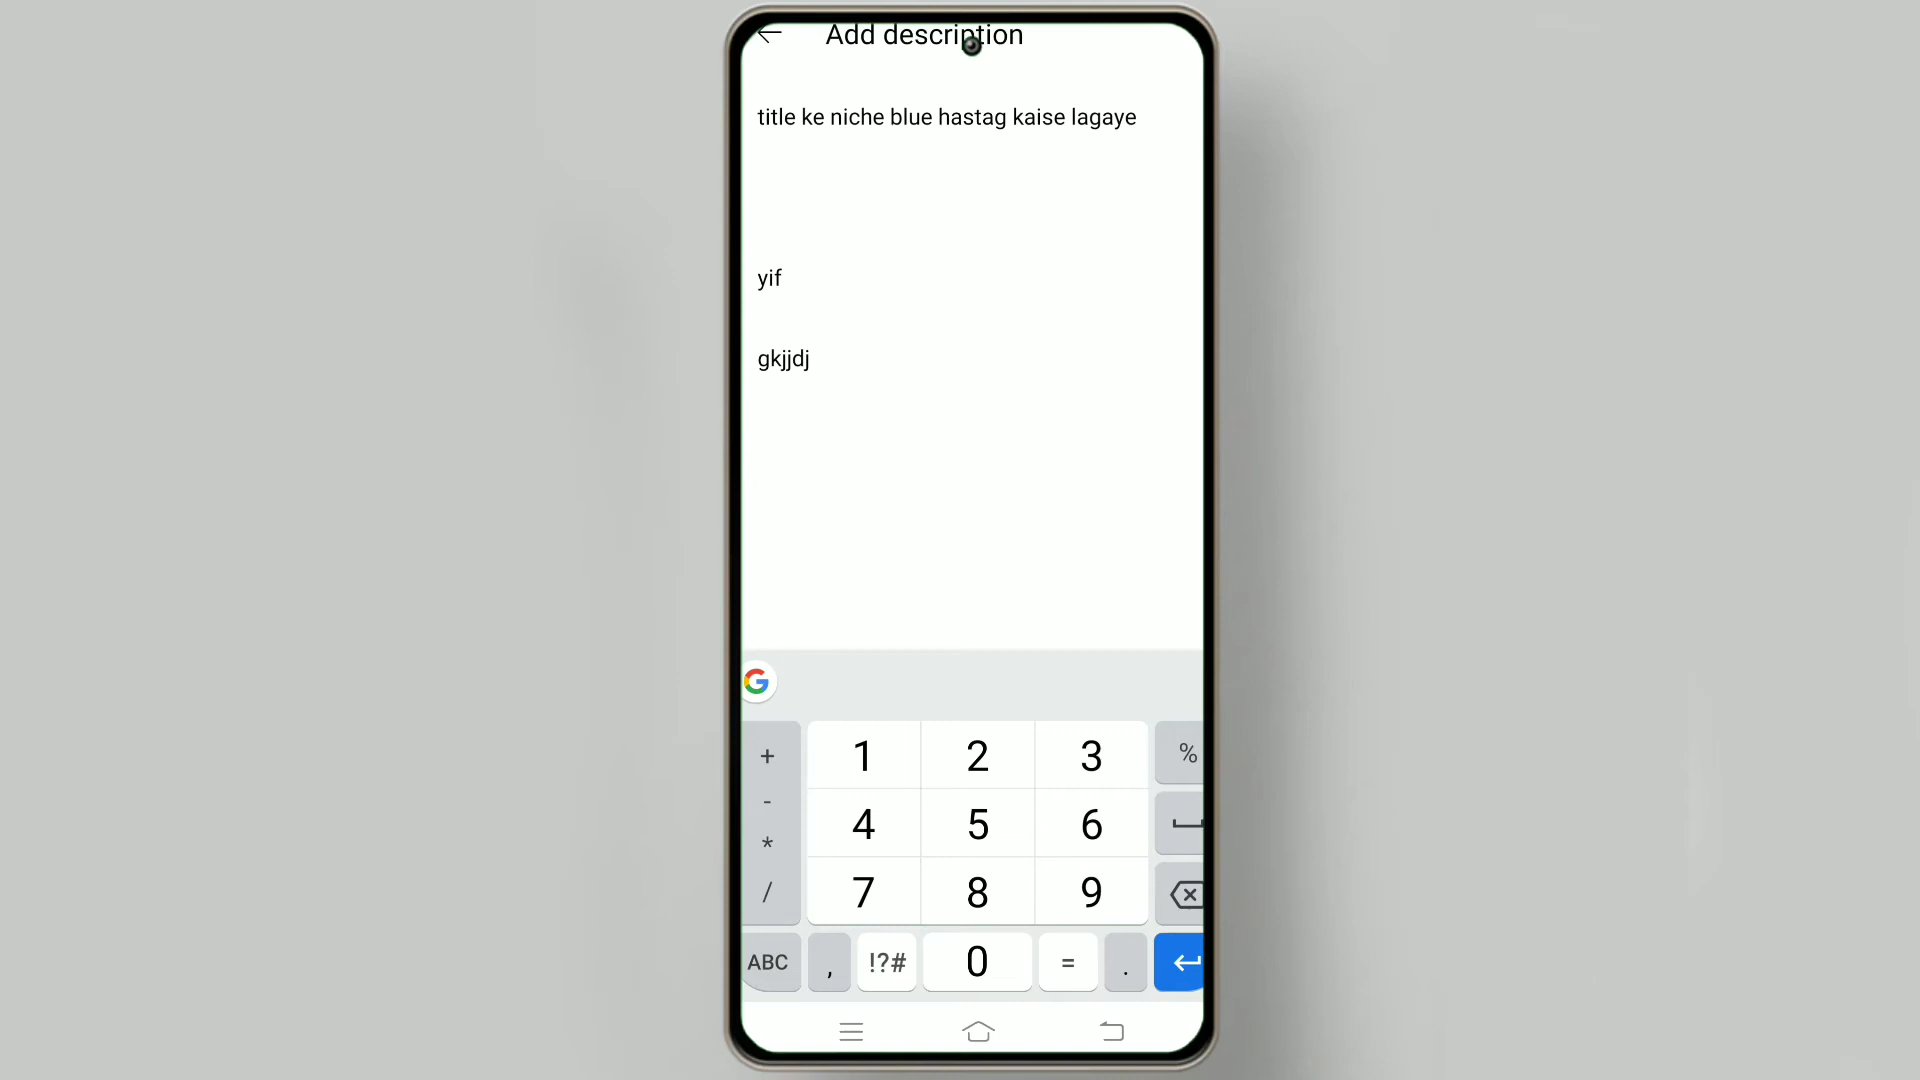 Add description
title ke niche blue hastag kaise lagaye
yif
gkjjdj
+ 1 2 3 %
-
4 5 6
*
7 8 9
/
ABC , !?# 0 = .